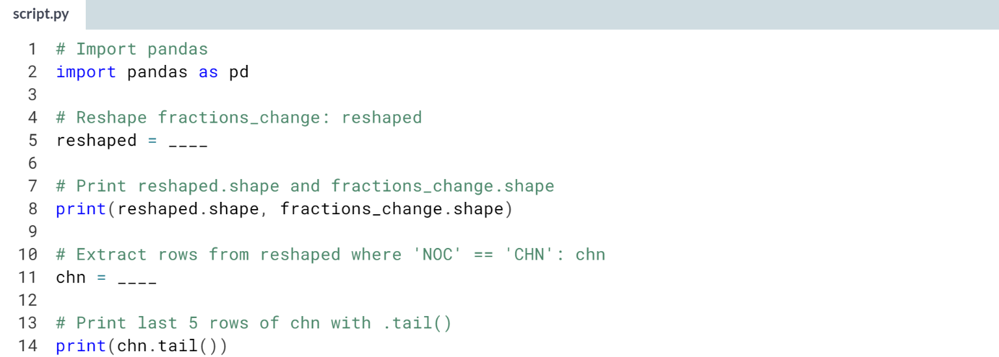 script.py
1 # Import pandas
2 import pandas as pd
3
4 # Reshape fractions_change: reshaped
5 reshaped = ____
6
7 # Print reshaped.shape and fractions_change.shape
8 print(reshaped.shape, fractions_change.shape)
9
10 # Extract rows from reshaped where 'NOC' == 'CHN': chn
11 chn = ____
12
13 # Print last 5 rows of chn with .tail()
14 print(chn.tail())